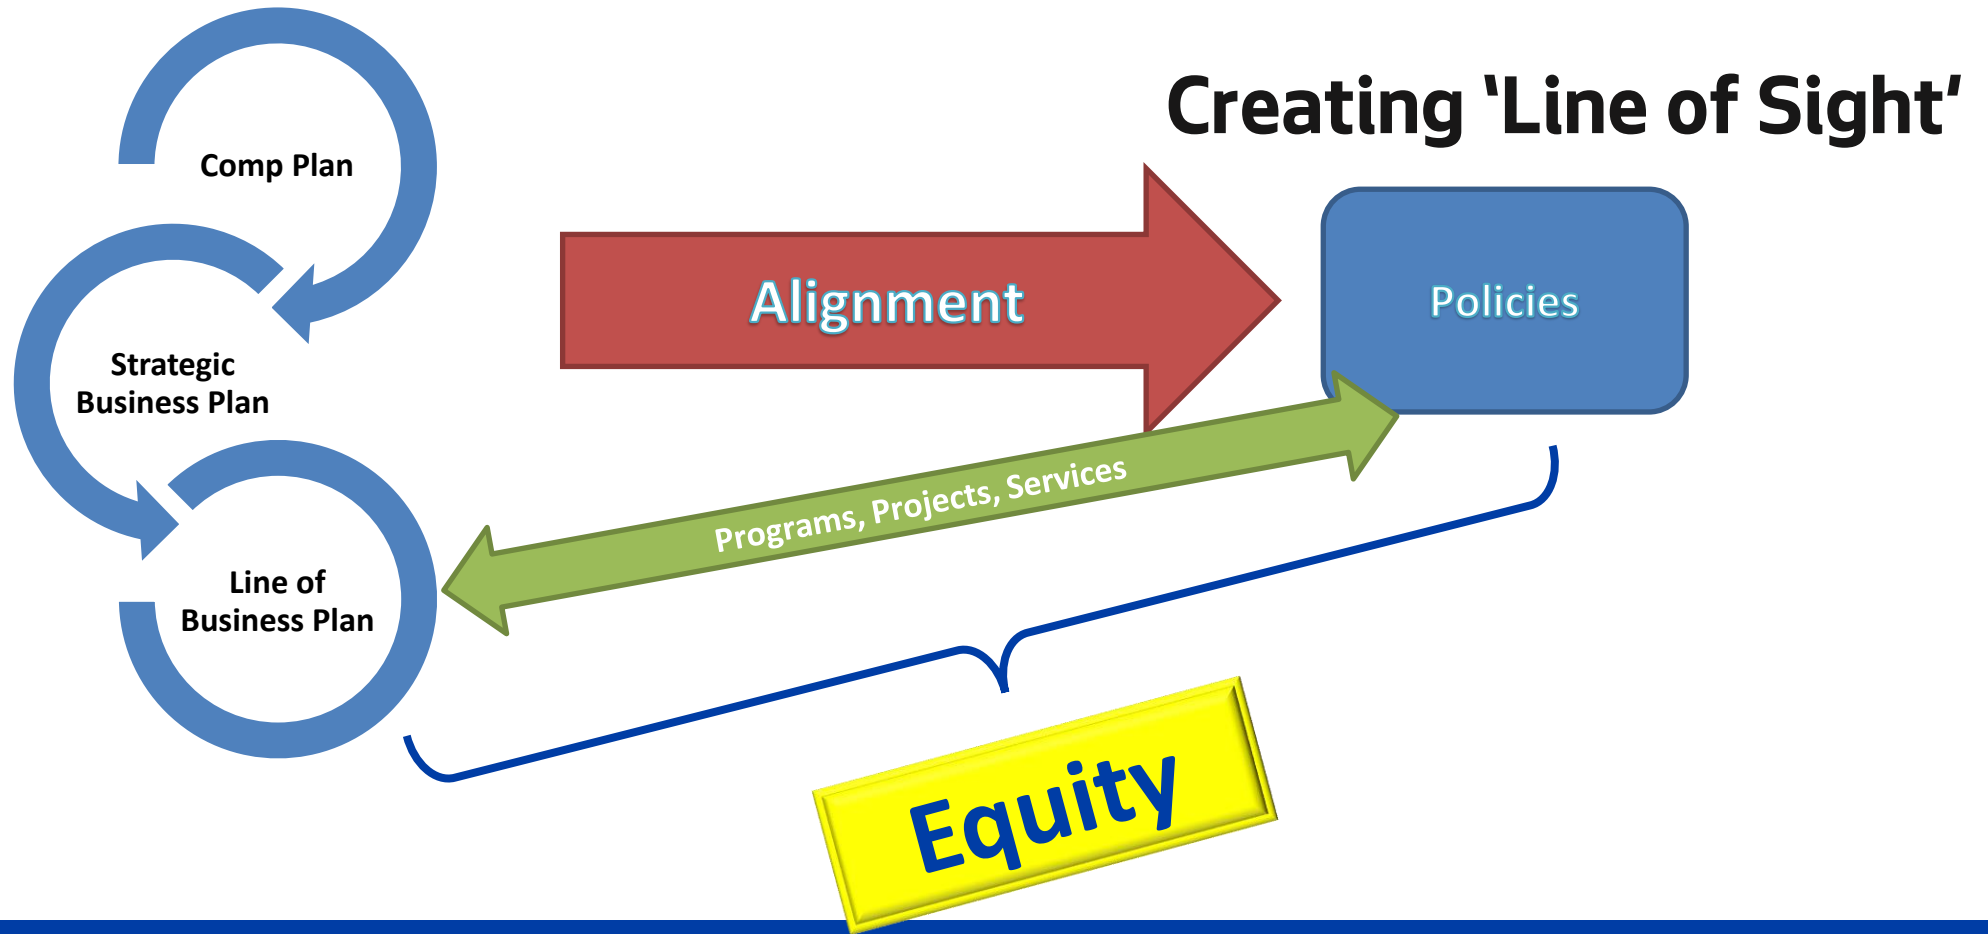 Creating ‘Line of Sight’
Comp Plan
Strategic
Business Plan
Line of
Business Plan
Alignment
Policies
Programs, Projects, Services
Equity